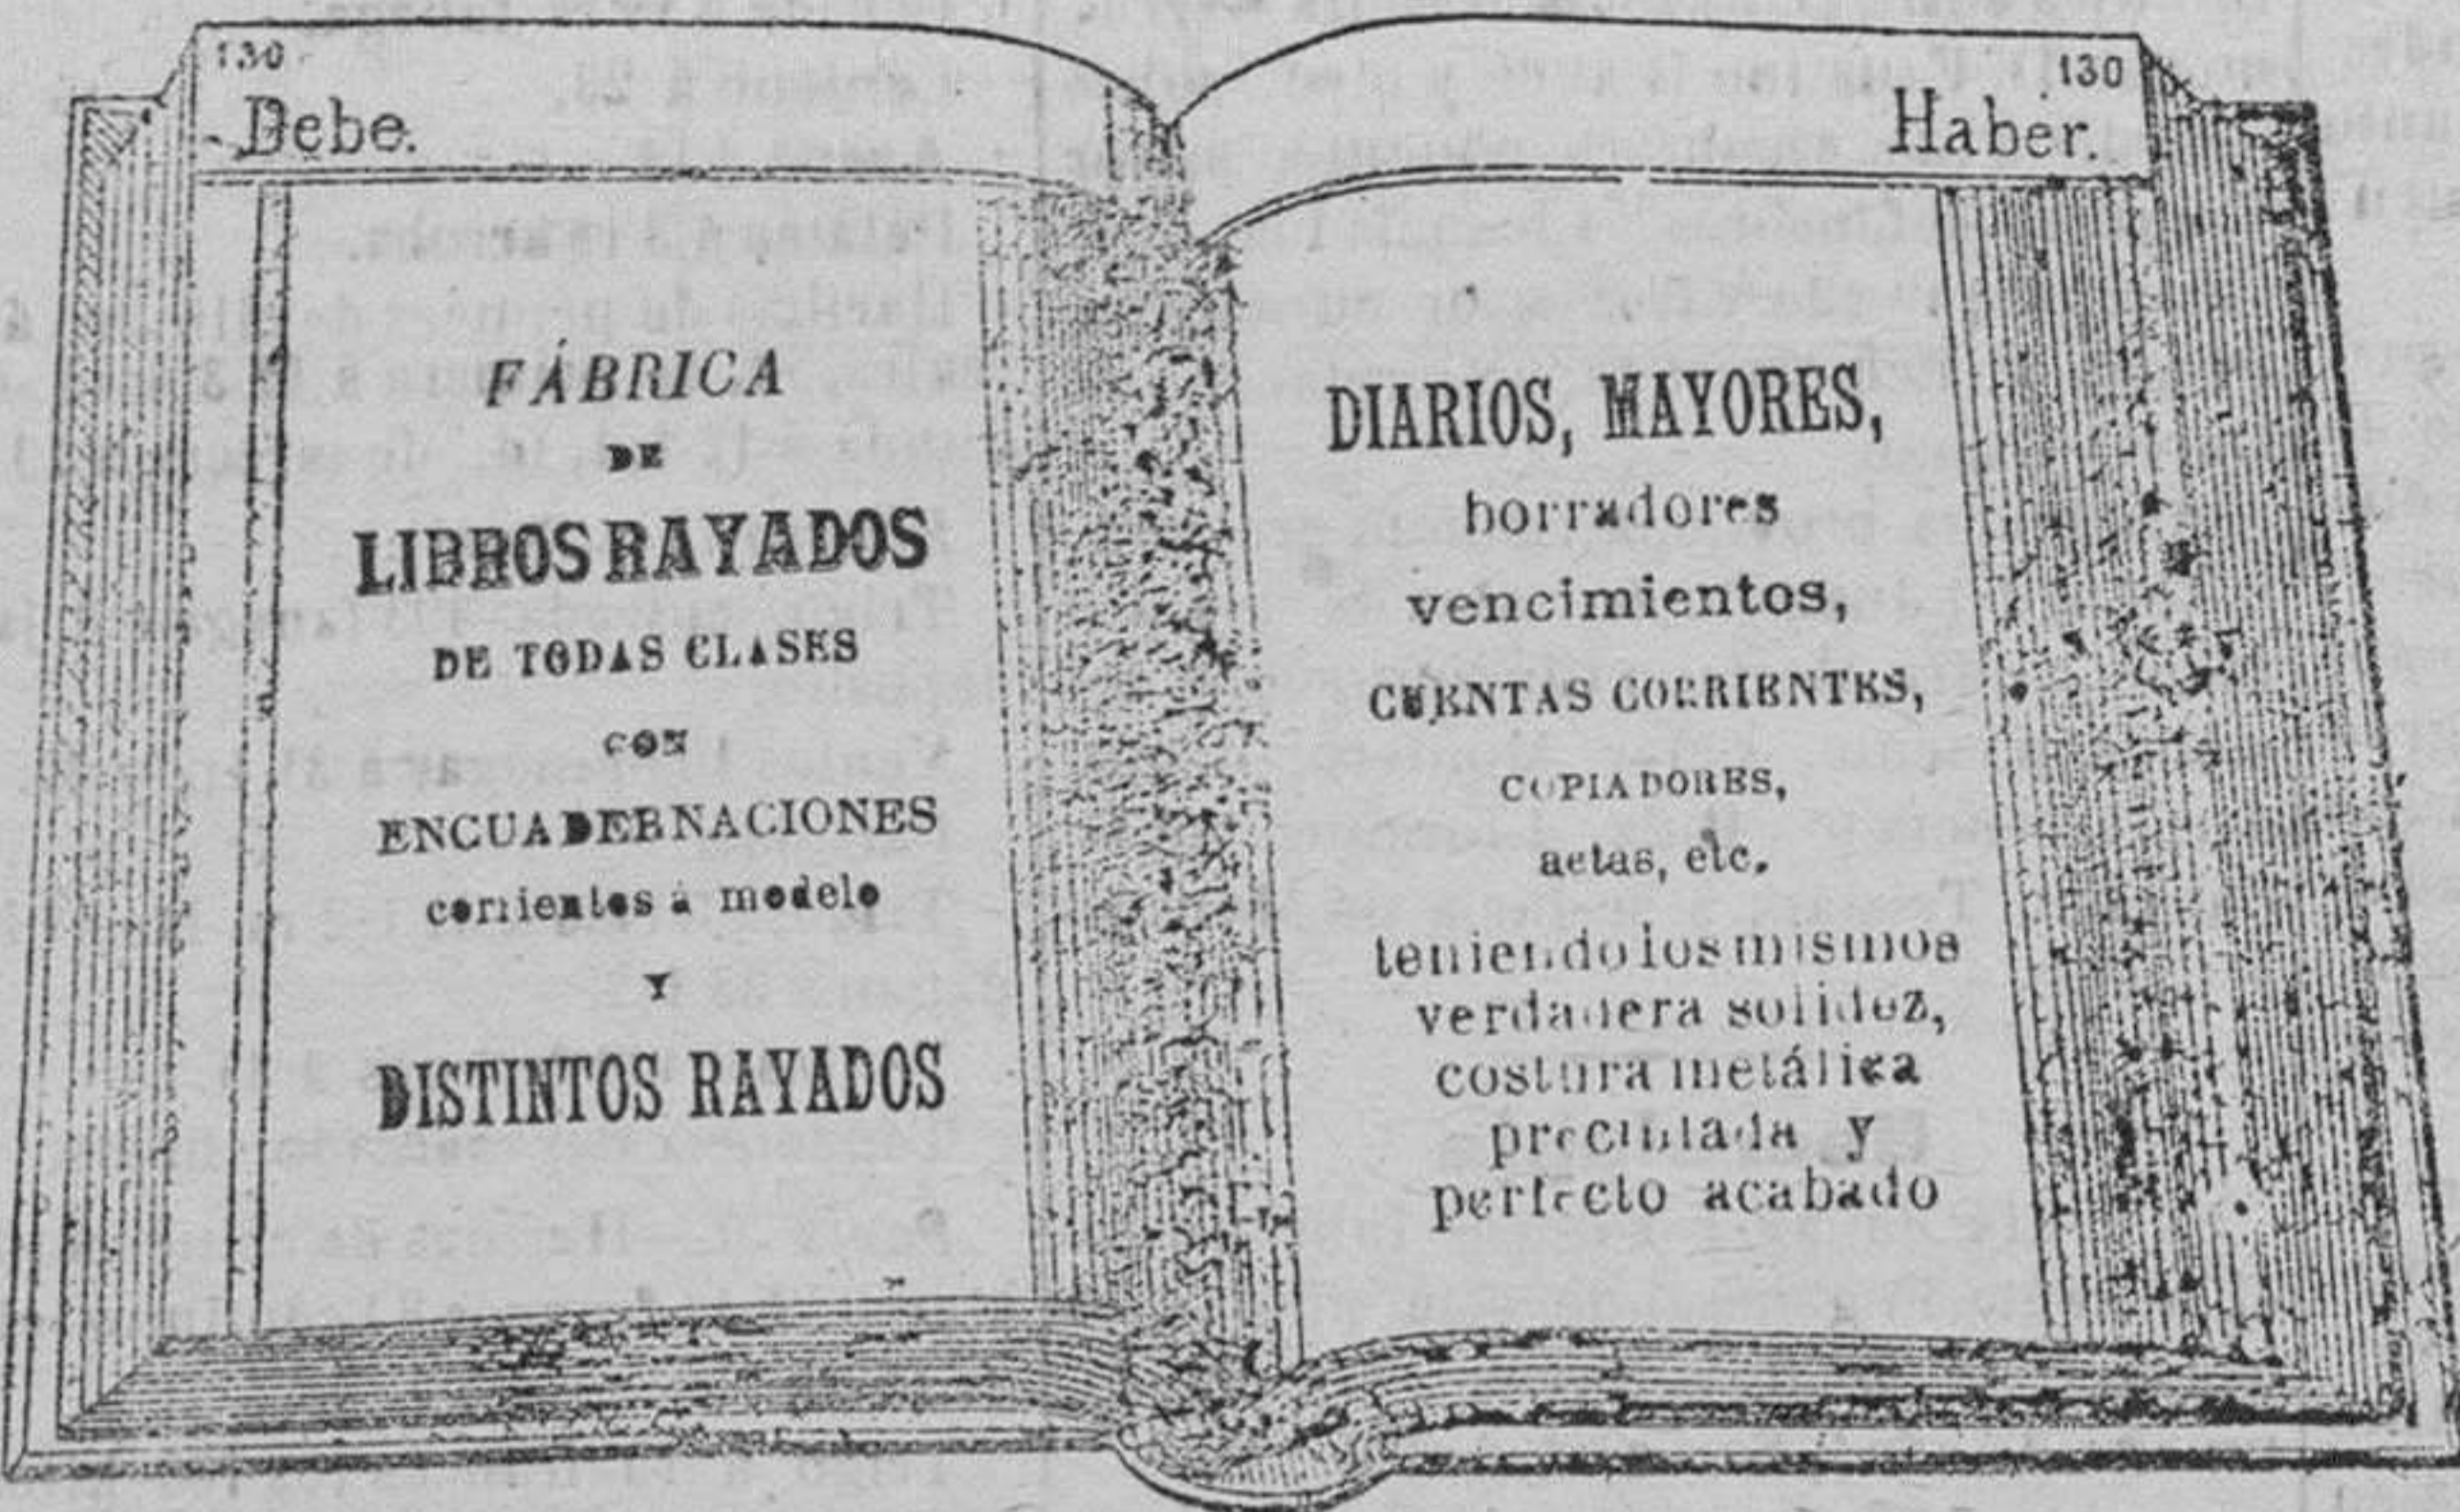 130
Debe.
FÁBRICA
DE
LIBROS RAYADOS
DE TODAS CLASES
CON
ENCUADERNACIONES
corrientes á modelo
Y
DISTINTOS RAYADOS
130
Haber.
DIARIOS, MAYORES,
borradores
vencimientos,
CUENTAS CORRIENTES,
COPIADORES,
actas, etc.
teniendo los mismos
verdadera solidez,
costura metálica
precintada y
perfecto acabado